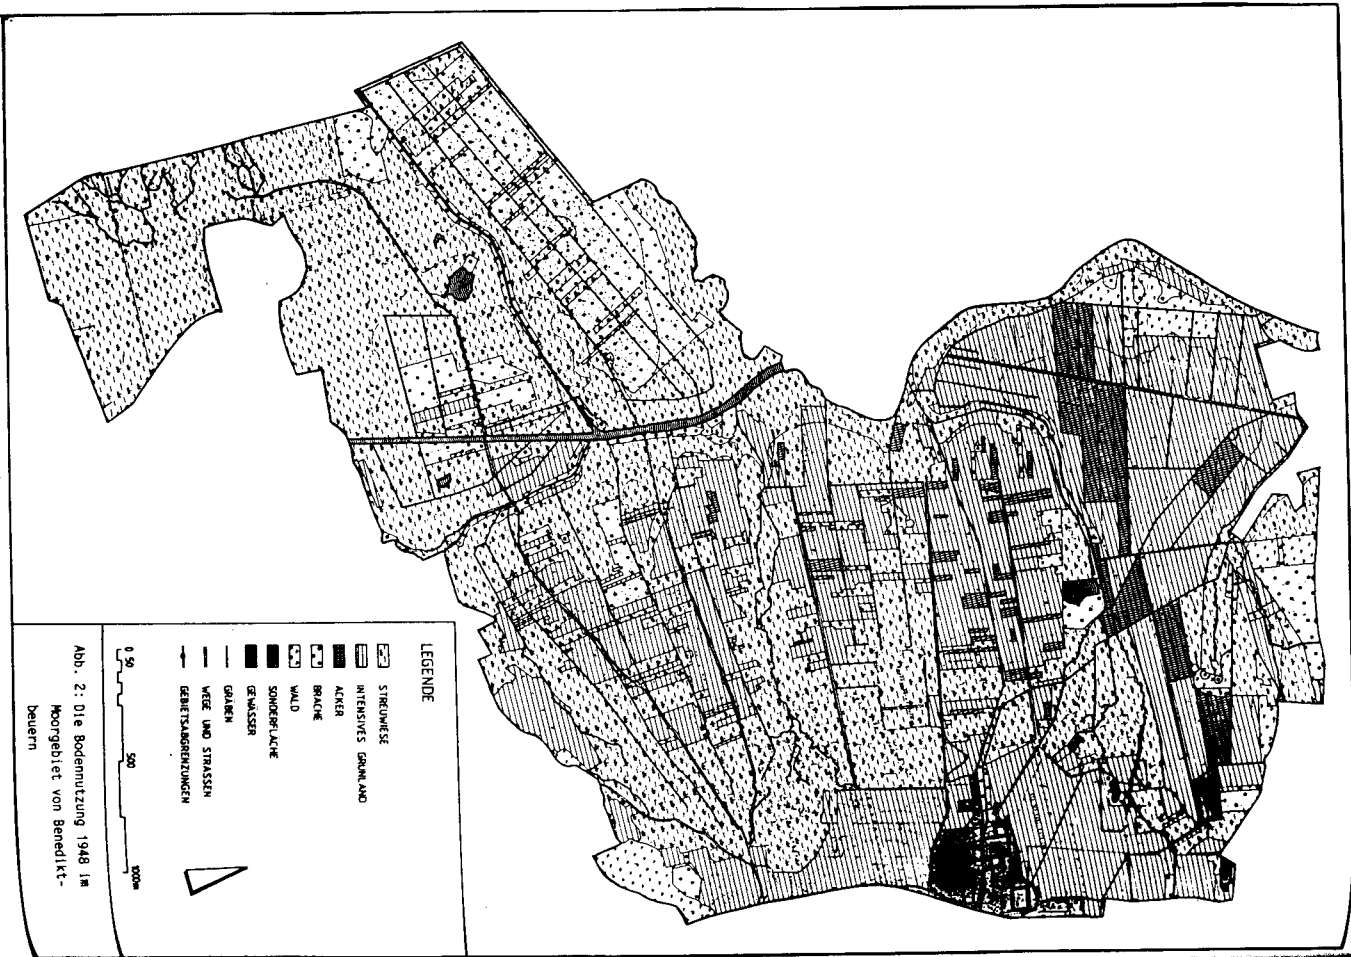 LEGENDE
STREUWIESE
INTENSIVES GRÜNLAND
ACKER
BRACHE
WALD
SONDERFLÄCHE
GEWÄSSER
GRÄBEN
WEGE UND STRASSEN
GEBIETSABGRENZUNGEN
0 50 500 1000m
Abb. 2: Die Bodennutzung 1948 im
Moorgebiet von Benedikt-
beuern